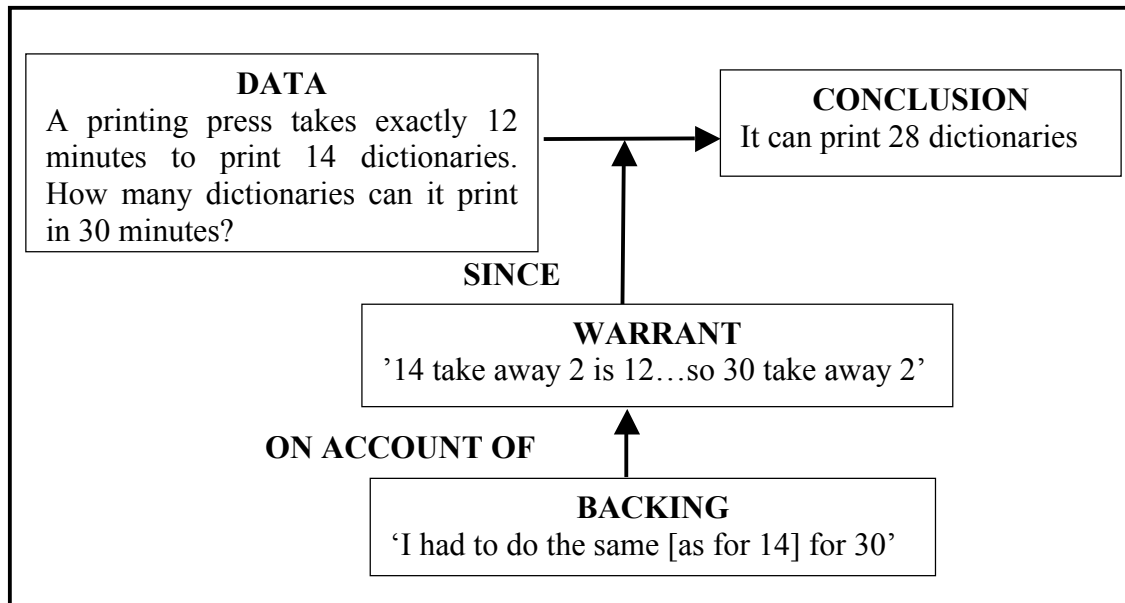 DATA
A printing press takes exactly 12
minutes to print 14 dictionaries.
How many dictionaries can it print
in 30 minutes?
CONCLUSION
It can print 28 dictionaries
SINCE
WARRANT
’14 take away 2 is 12…so 30 take away 2’
ON ACCOUNT OF
BACKING
‘I had to do the same [as for 14] for 30’